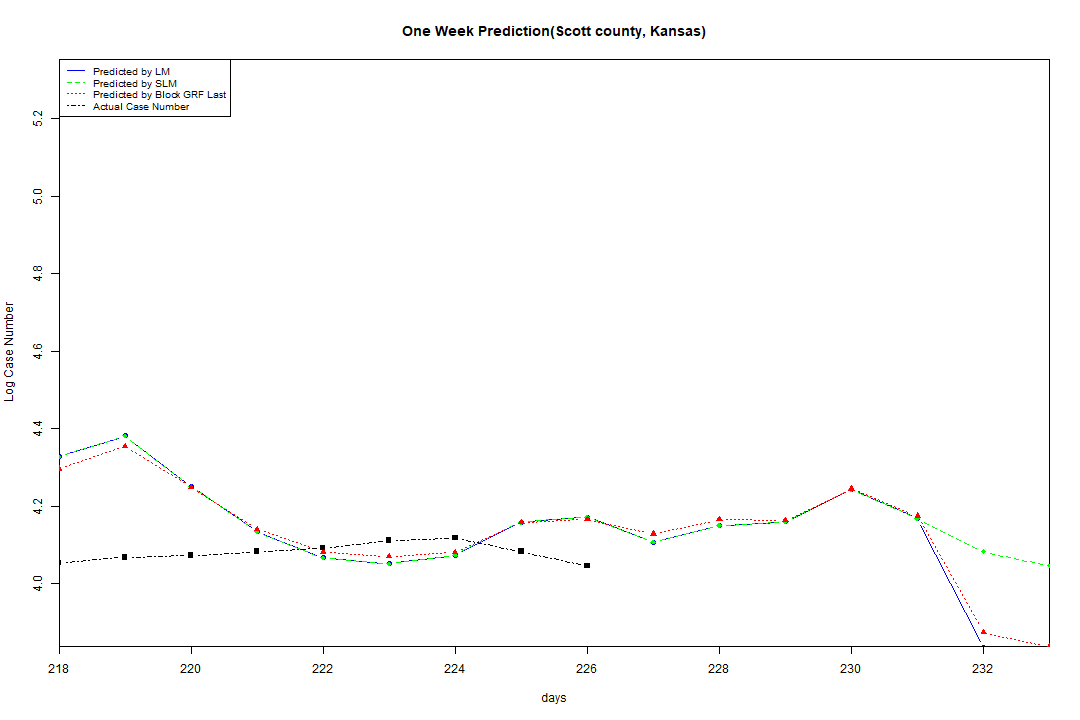 One Week Prediction(Scott county, Kansas)
Predicted by LM
Predicted by SLM
Predicted by Block GRF Last
Actual Case Number
Log Case Number
5.2
5.0
4.8
4.6
4.4
4.2
4.0
218 220 222 224 226 228 230 232
days